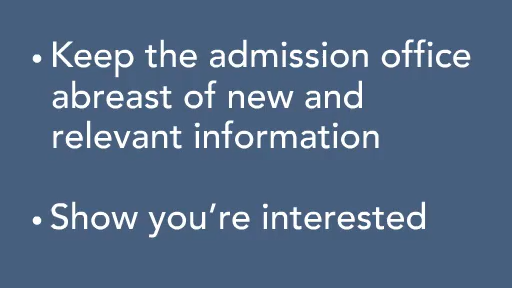 • Keep the admission office
abreast of new and
relevant information
• Show you’re interested